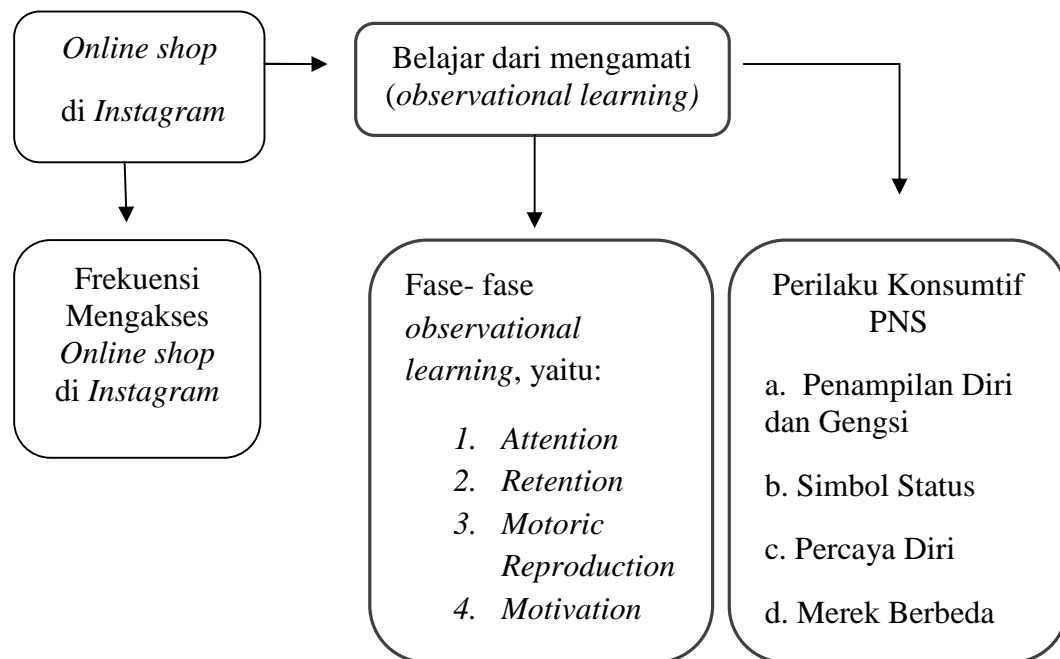 Online shop
di Instagram
Belajar dari mengamati
(observational learning)
Frekuensi
Mengakses
Online shop
di Instagram
Fase- fase
observational
learning, yaitu:
1. Attention
2. Retention
3. Motoric
Reproduction
4. Motivation
Perilaku Konsumtif
PNS
a. Penampilan Diri
dan Gengsi
b. Simbol Status
c. Percaya Diri
d. Merek Berbeda